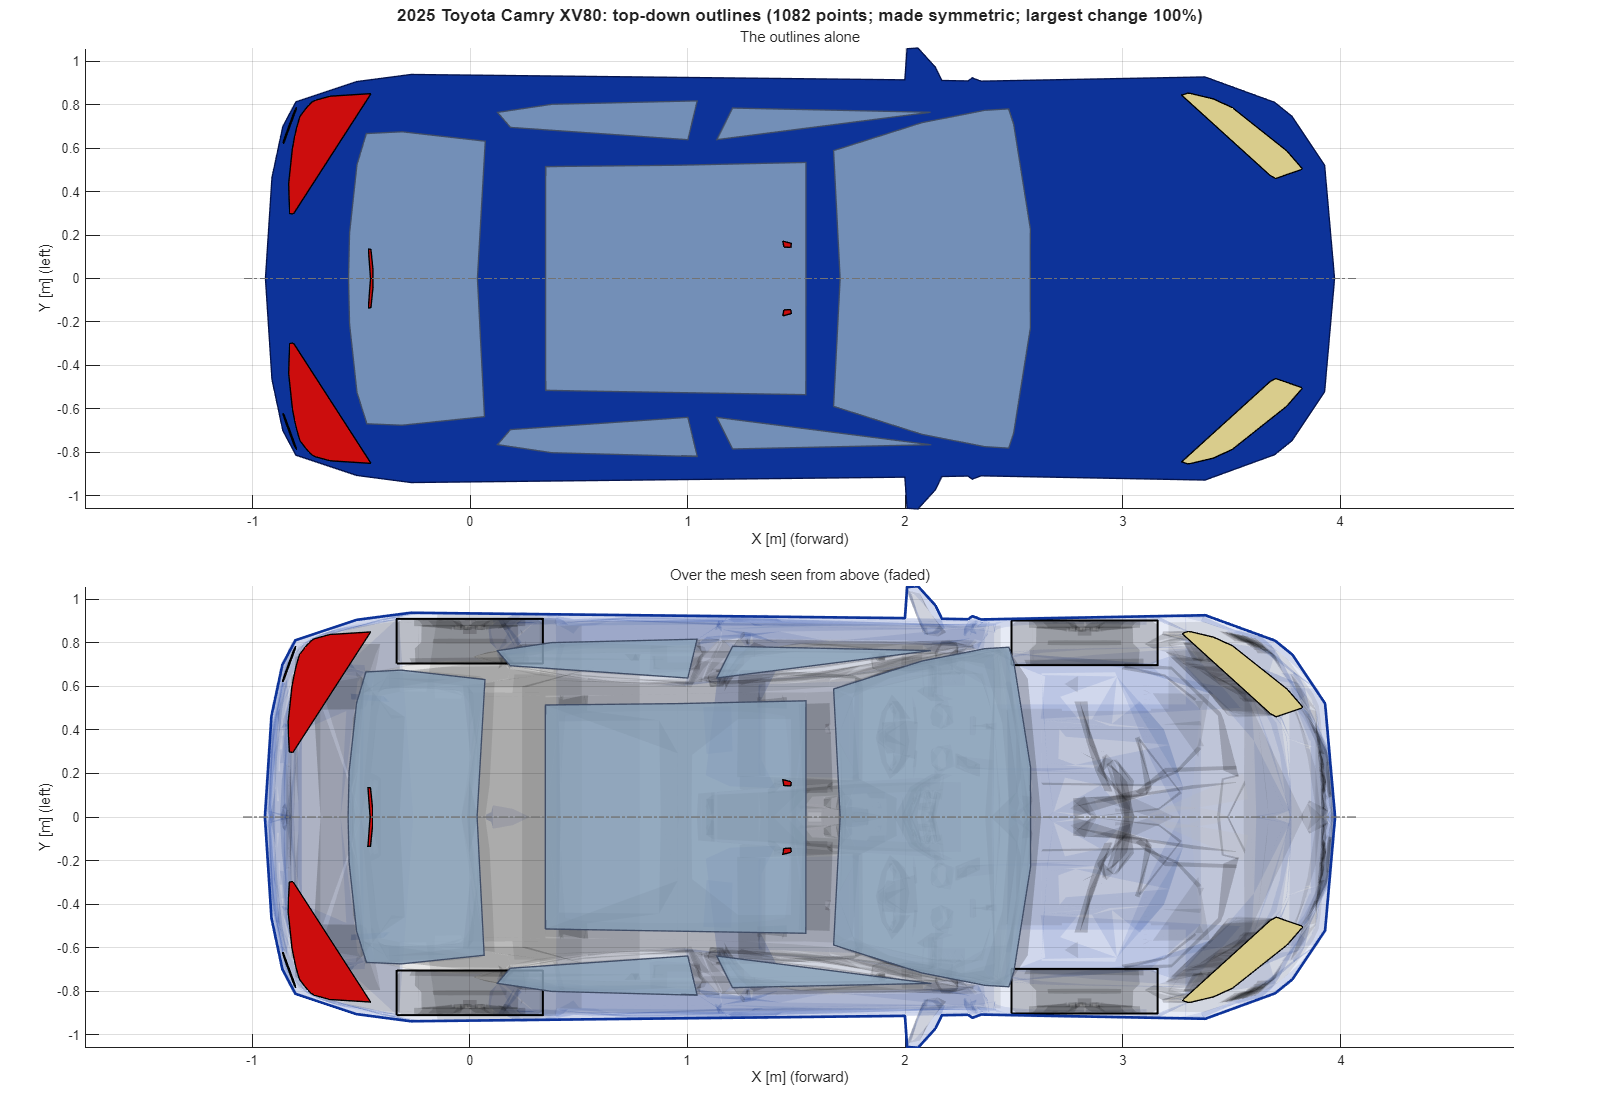 2025 Toyota Camry XV80: top-down outlines (1082 points; made symmetric; largest change 100%)
The outlines alone
1
0.8
0.6
0.4
0.2
0
-0.2
-0.4
-0.6
-0.8
-1
Y [m] (left)
-1 0 1 2 3 4
X [m] (forward)
Over the mesh seen from above (faded)
1
0.8
0.6
0.4
0.2
0
-0.2
-0.4
-0.6
-0.8
-1
Y [m] (left)
-1 0 1 2 3 4
X [m] (forward)